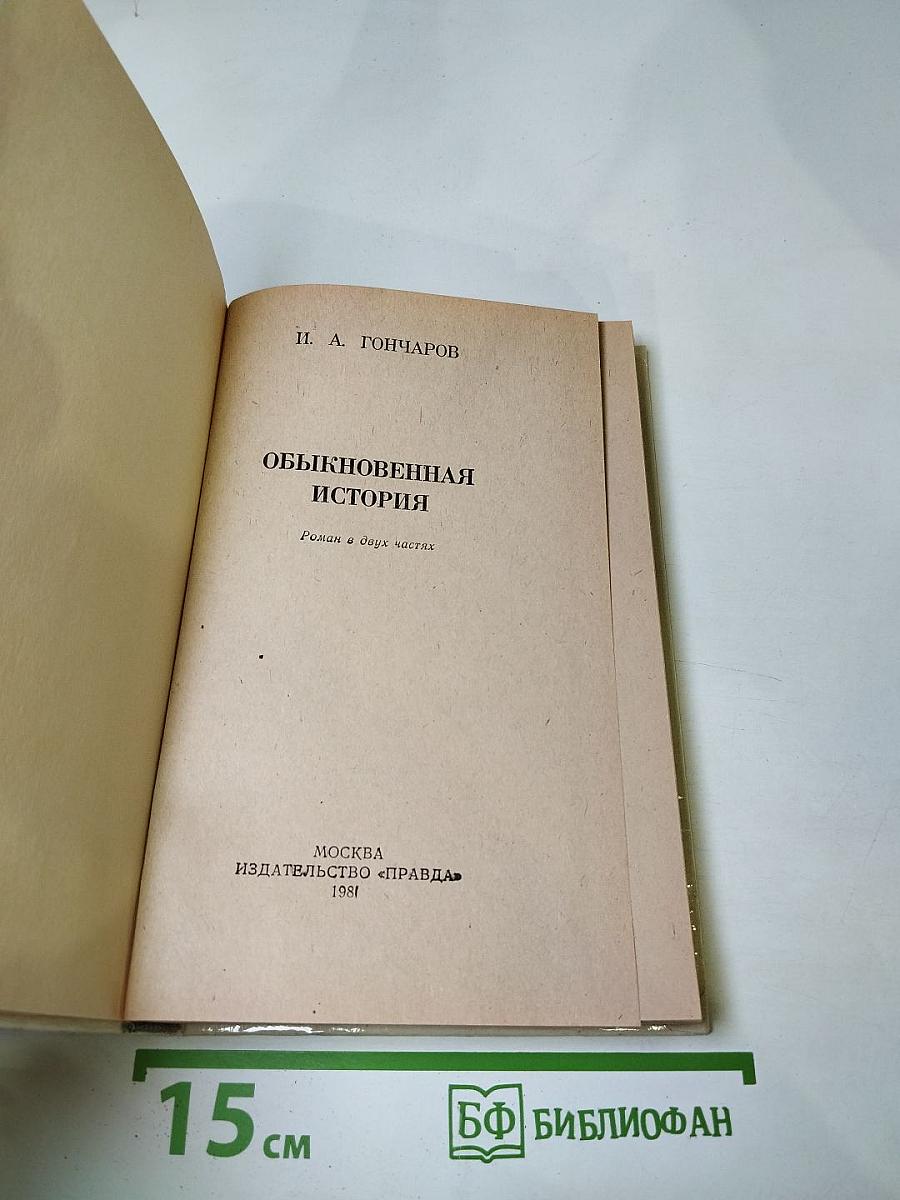 И. А. ГОНЧАРОВ
ОБЫКНОВЕННАЯ
ИСТОРИЯ
Роман в двух частях
МОСКВА
ИЗДАТЕЛЬСТВО «ПРАВДА»
1981
15 см
БФ БИБЛИОФАН